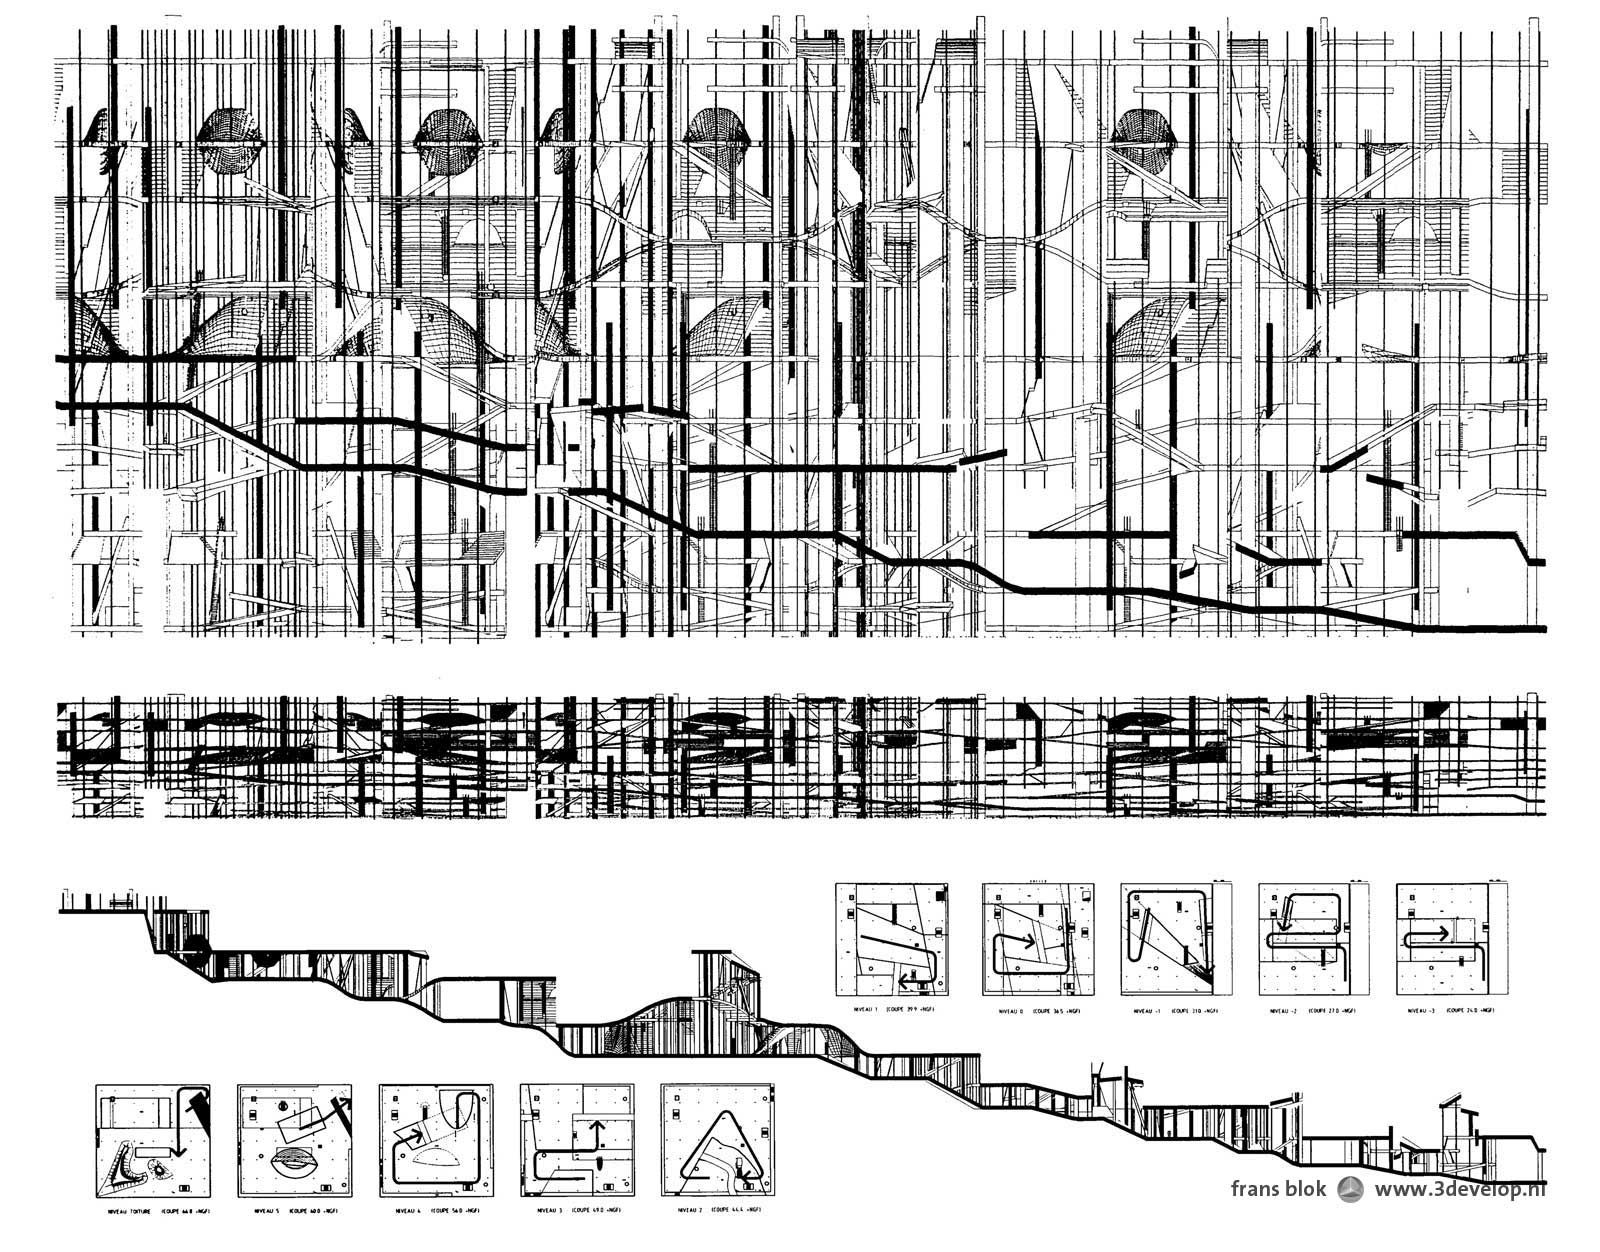 NIVEAU 1 (COUPE 39.9 +NGF)
NIVEAU 0 (COUPE 36.5 +NGF)
NIVEAU -1 (COUPE 31.0 +NGF)
NIVEAU -2 (COUPE 27.0 +NGF)
NIVEAU -3 (COUPE 24.0 +NGF)
NIVEAU TOITURE (COUPE 66.8 +NGF)
NIVEAU 5 (COUPE 60.0 +NGF)
NIVEAU 4 (COUPE 56.0 +NGF)
NIVEAU 3 (COUPE 49.0 +NGF)
NIVEAU 2 (COUPE 44.4 +NGF)
frans blok www.3develop.nl